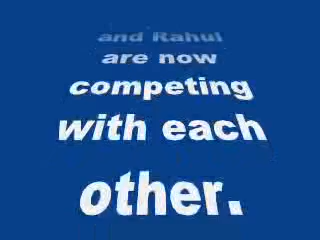 and Rahul
are now
competing
with each
other.